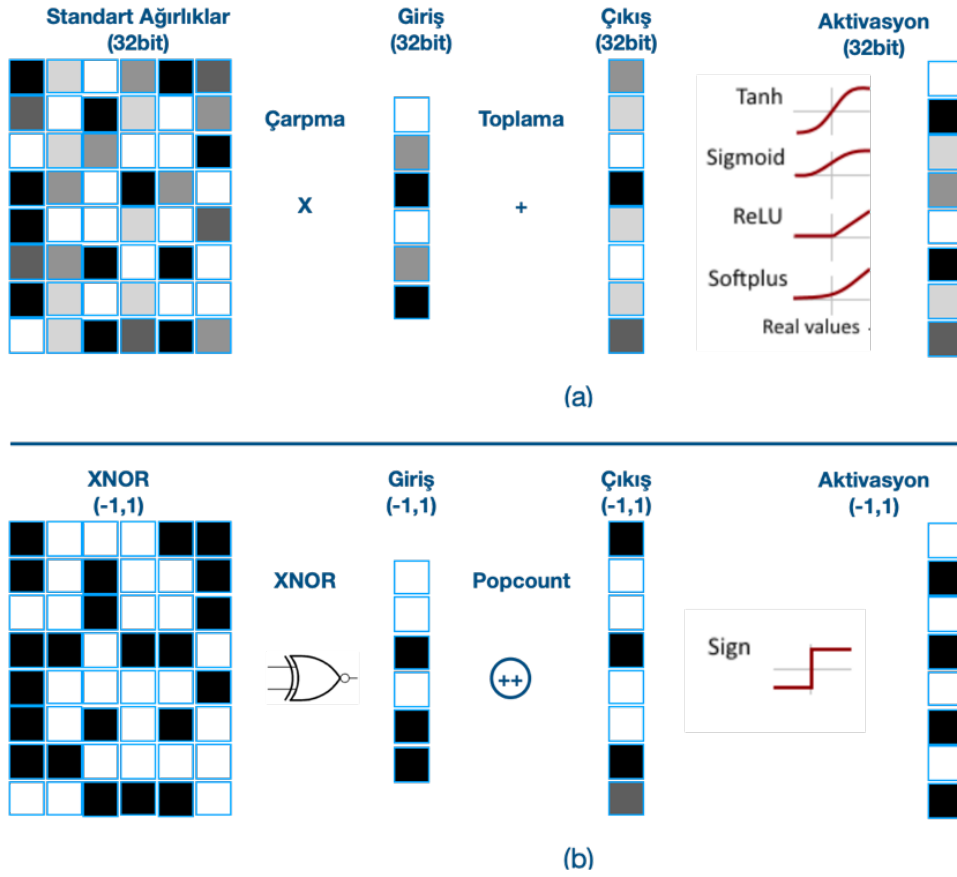 Standart Ağırlıklar
(32bit)
Giriş
(32bit)
Çıkış
(32bit)
Aktivasyon
(32bit)
Çarpma
X
Toplama
+
Tanh
Sigmoid
ReLU
Softplus
Real values -
(a)
XNOR
(-1,1)
Giriş
(-1,1)
Çıkış
(-1,1)
Aktivasyon
(-1,1)
XNOR
Popcount
++
Sign
(b)